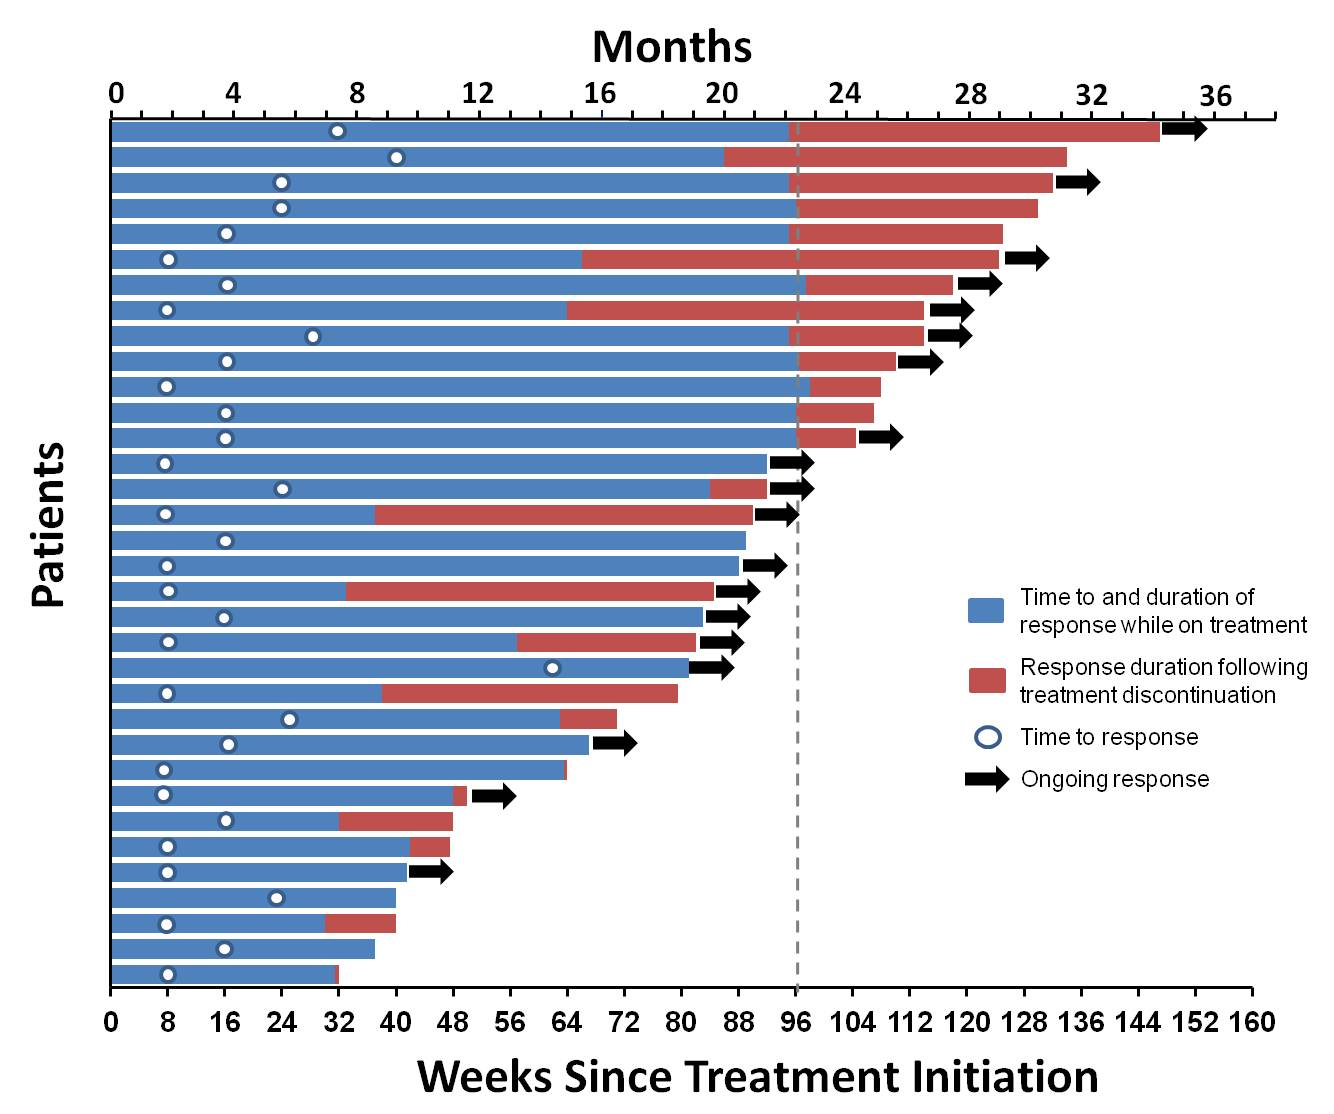 Months
0 4 8 12 16 20 24 28 32 36
Patients
Time to and duration of
response while on treatment
Response duration following
treatment discontinuation
Time to response
Ongoing response
0 8 16 24 32 40 48 56 64 72 80 88 96 104 112 120 128 136 144 152 160
Weeks Since Treatment Initiation